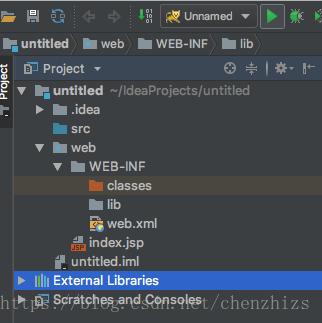 Unnamed
untitled web WEB-INF lib
Project
Project
untitled ~/IdeaProjects/untitled
.idea
src
web
WEB-INF
classes
lib
web.xml
JSP index.jsp
untitled.iml
External Libraries
Scratches and Consoles
https://blog.csdn.net/chenzhizs